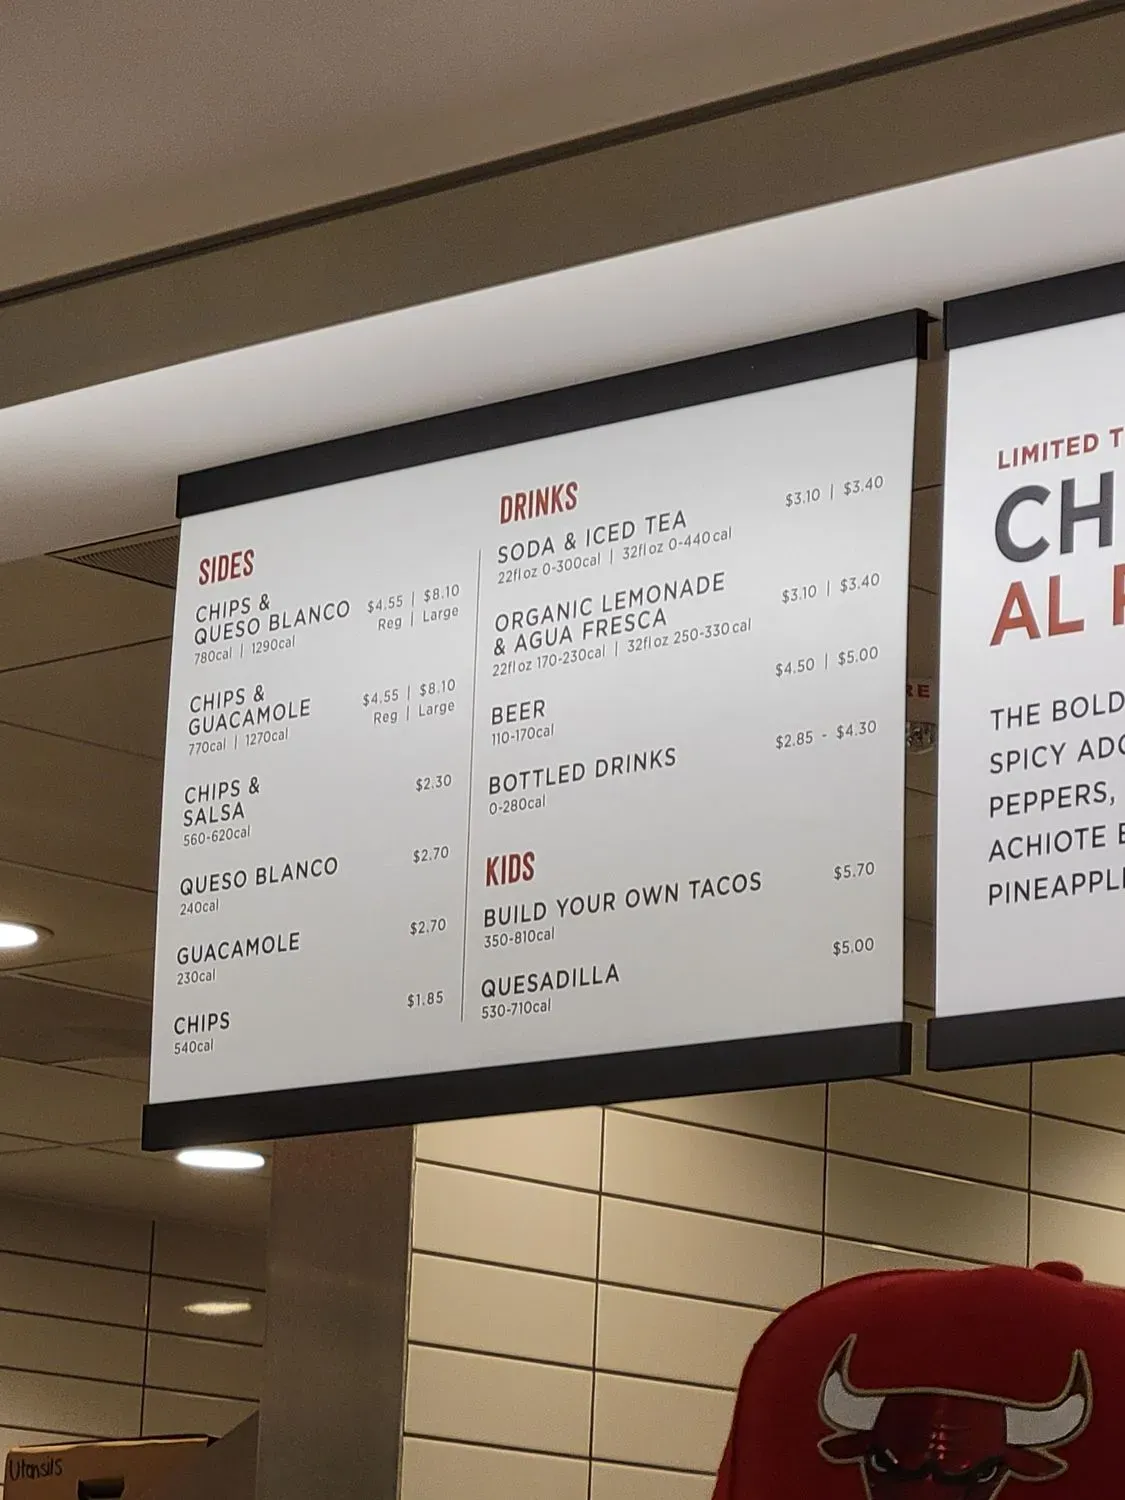 SIDES
CHIPS &
QUESO BLANCO
$4.55 | $8.10
Reg | Large
780cal | 1290cal
CHIPS &
GUACAMOLE
$4.55 | $8.10
Reg | Large
770cal | 1270cal
CHIPS &
SALSA
$2.30
560-620cal
QUESO BLANCO
$2.70
240cal
GUACAMOLE
$2.70
230cal
CHIPS
$1.85
540cal
DRINKS
SODA & ICED TEA
$3.10 | $3.40
22fl oz 0-300cal | 32fl oz 0-440cal
ORGANIC LEMONADE
& AGUA FRESCA
$3.10 | $3.40
22fl oz 170-230cal | 32fl oz 250-330cal
BEER
$4.50 | $5.00
110-170cal
BOTTLED DRINKS
$2.85 - $4.30
0-280cal
KIDS
BUILD YOUR OWN TACOS
$5.70
350-810cal
QUESADILLA
$5.00
530-710cal
LIMITED T
CH
AL
THE BOLD
SPICY ADO
PEPPERS,
ACHIOTE
PINEAPPL
RE
Utensils